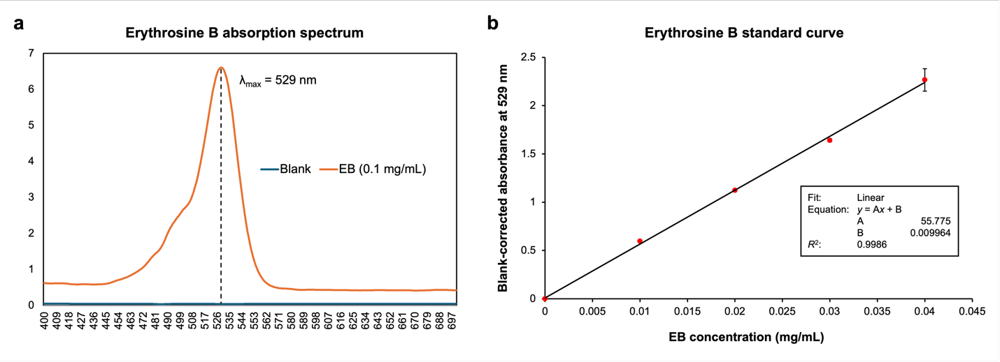 a
Erythrosine B absorption spectrum
7
6
5
4
3
2
1
0
λmax = 529 nm
Blank EB (0.1 mg/mL)
400 409 418 427 436 445 454 463 472 481 490 499 508 517 526 535 544 553 562 571 580 589 598 607 616 625 634 643 652 661 670 679 688 697
b
Erythrosine B standard curve
Blank-corrected absorbance at 529 nm
2.5
2
1.5
1
0.5
0
Fit: Linear
Equation: y = Ax + B
A 55.775
B 0.009964
R²: 0.9986
0 0.005 0.01 0.015 0.02 0.025 0.03 0.035 0.04 0.045
EB concentration (mg/mL)